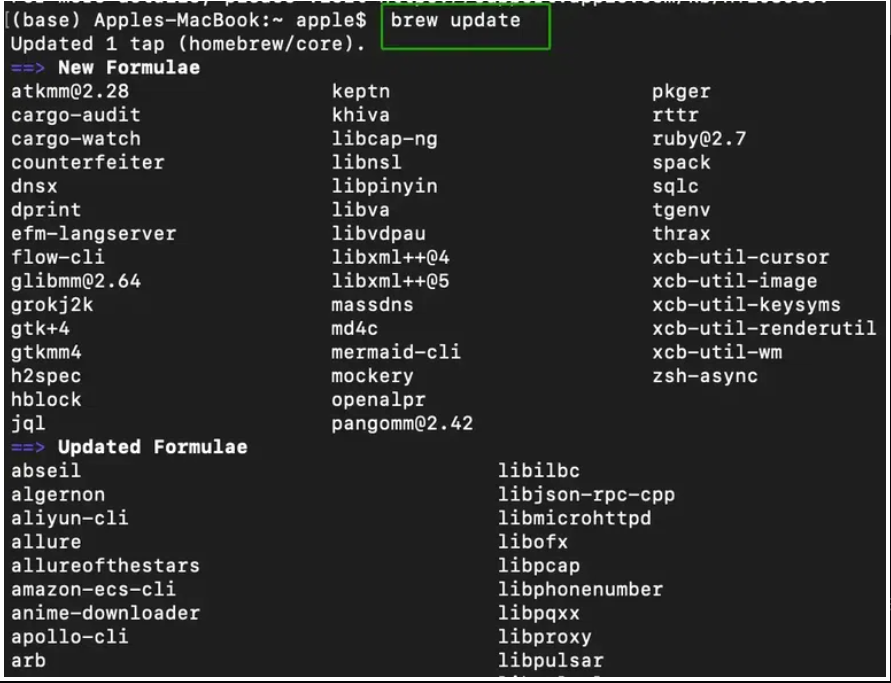 [(base) Apples-MacBook:~ apple$ brew update
Updated 1 tap (homebrew/core).
==> New Formulae
atkmm@2.28 keptn pkger
cargo-audit khiva rttr
cargo-watch libcap-ng ruby@2.7
counterfeiter libnsl spack
dnsx libpinyin sqlc
dprint libva tgenv
efm-langserver libvdpau thrax
flow-cli libxml++@4 xcb-util-cursor
glibmm@2.64 libxml++@5 xcb-util-image
grokj2k massdns xcb-util-keysyms
gtk+4 md4c xcb-util-renderutil
gtkmm4 mermaid-cli xcb-util-wm
h2spec mockery zsh-async
hblock openalpr
jql pangomm@2.42
==> Updated Formulae
abseil libilbc
algernon libjson-rpc-cpp
aliyun-cli libmicrohttpd
allure libofx
allureofthestars libpcap
amazon-ecs-cli libphonenumber
anime-downloader libpqxx
apollo-cli libproxy
arb libpulsar